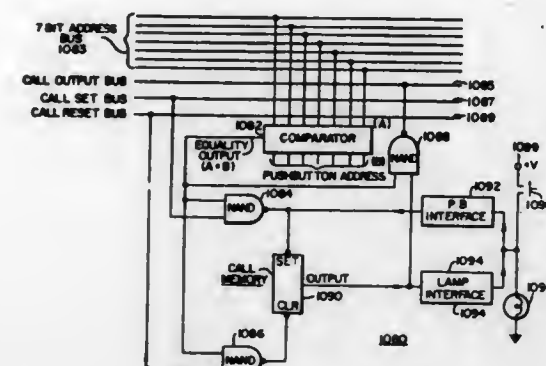 7 BIT ADDRESS
BUS
1083
CALL OUTPUT BUS
1085
CALL SET BUS
1087
CALL RESET BUS
1089
1082
COMPARATOR
(A)
1088
EQUALITY
OUTPUT
(A=B)
(B)
PUSHBUTTON ADDRESS
NAND
1099
+V
1084
NAND
1092
P B
INTERFACE
SET
CALL
MEMORY
OUTPUT
1094
LAMP
INTERFACE
1094
CLR
1090
1086
NAND
1080